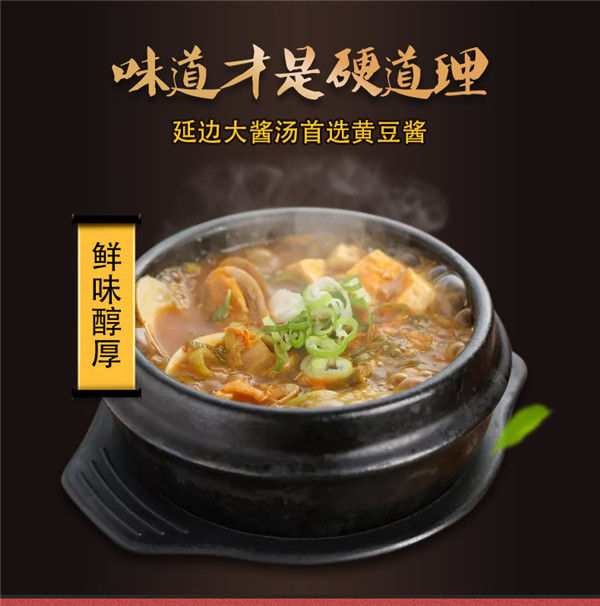 味道才是硬道理
延边大酱汤首选黄豆酱
鲜味醇厚